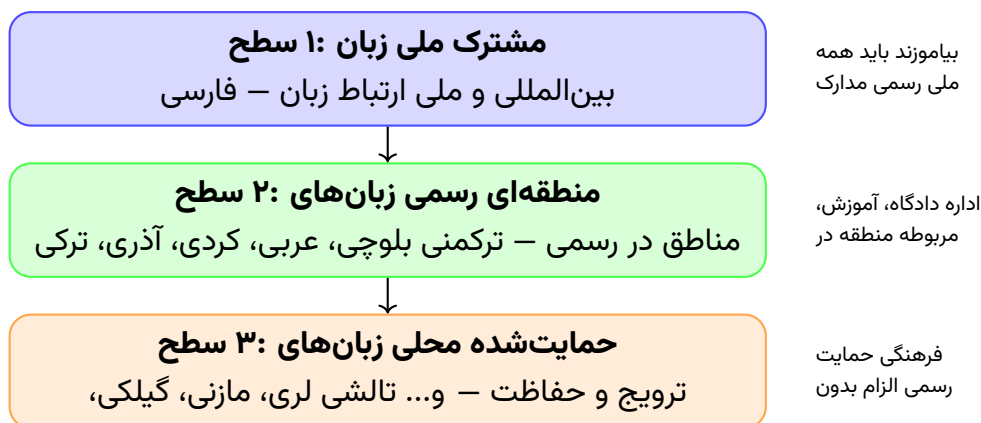 مشترک ملی زبان :۱ سطح
بین‌المللی و ملی ارتباط زبان – فارسی
بیاموزند باید همه
ملی رسمی مدارک
منطقه‌ای رسمی زبان‌های :۲ سطح
مناطق در رسمی – ترکمنی بلوچی، عربی، کردی، آذری، ترکی
اداره دادگاه، آموزش،
مربوطه منطقه در
حمایت‌شده محلی زبان‌های :۳ سطح
ترویج و حفاظت – و... تالشی لری، مازنی، گیلکی،
فرهنگی حمایت
رسمی الزام بدون